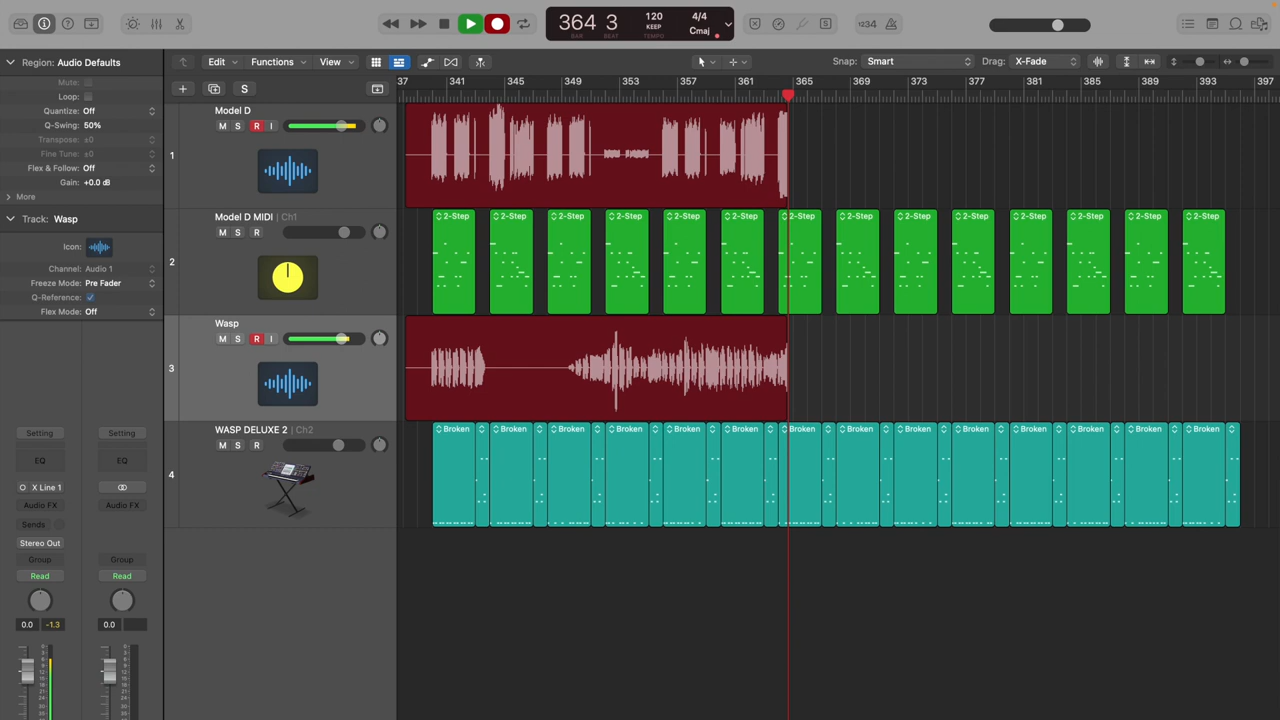 364 3
BAR BEAT
120
KEEP
TEMPO
4/4
Cmaj
1234
Region: Audio Defaults
Mute:
Loop:
Quantize: Off
Q-Swing: 50%
Transpose: ±0
Fine Tune: ±0
Flex & Follow: Off
Gain: +0.0 dB
More
Track: Wasp
Icon:
Channel: Audio 1
Freeze Mode: Pre Fader
Q-Reference:
Flex Mode: Off
Setting Setting
EQ EQ
X Line 1
Audio FX Audio FX
Sends
Stereo Out
Group Group
Read Read
0.0 -1.3 0.0
Edit Functions View
Snap: Smart Drag: X-Fade
S
37 341 345 349 353 357 361 365 369 373 377 381 385 389 393 397
1
Model D
M S R I
2
Model D MIDI Ch1
M S R
2-Step 2-Step 2-Step 2-Step 2-Step 2-Step 2-Step 2-Step 2-Step 2-Step 2-Step 2-Step 2-Step 2-Step
3
Wasp
M S R I
4
WASP DELUXE 2 Ch2
M S R
Broken Broken Broken Broken Broken Broken Broken Broken Broken Broken Broken Broken Broken Broken